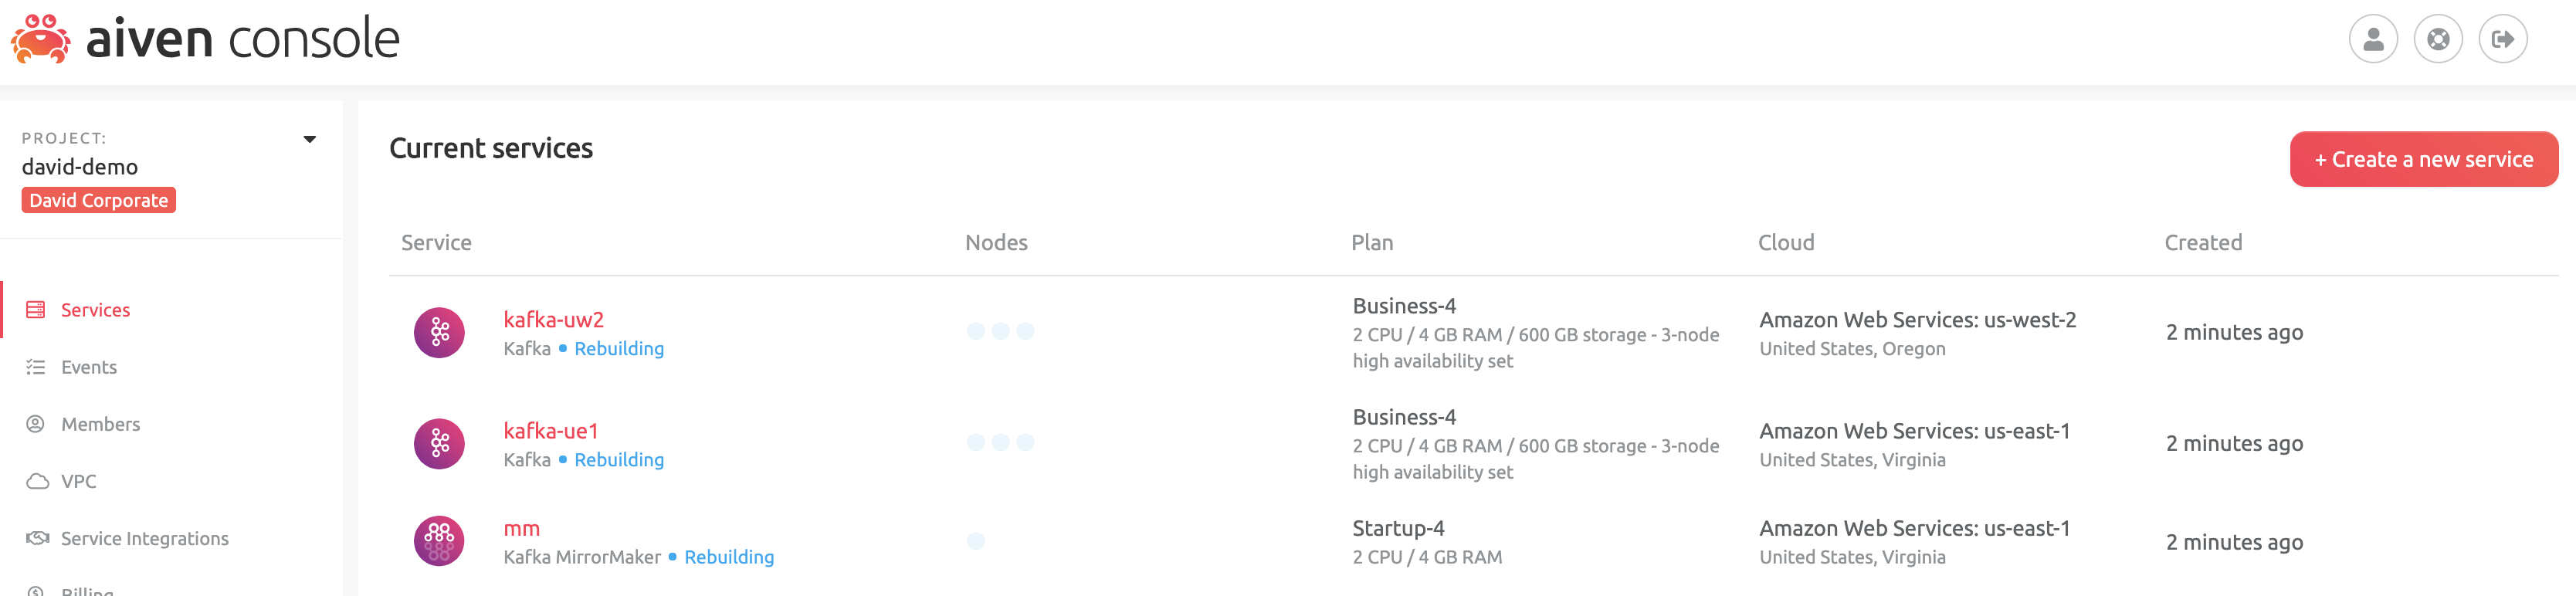 aiven console
PROJECT:
david-demo
David Corporate
Services
Events
Members
VPC
Service Integrations
Billing
Current services
+ Create a new service
Service Nodes Plan Cloud Created
kafka-uw2
Kafka • Rebuilding
Business-4
2 CPU / 4 GB RAM / 600 GB storage - 3-node
high availability set
Amazon Web Services: us-west-2
United States, Oregon
2 minutes ago
kafka-ue1
Kafka • Rebuilding
Business-4
2 CPU / 4 GB RAM / 600 GB storage - 3-node
high availability set
Amazon Web Services: us-east-1
United States, Virginia
2 minutes ago
mm
Kafka MirrorMaker • Rebuilding
Startup-4
2 CPU / 4 GB RAM
Amazon Web Services: us-east-1
United States, Virginia
2 minutes ago